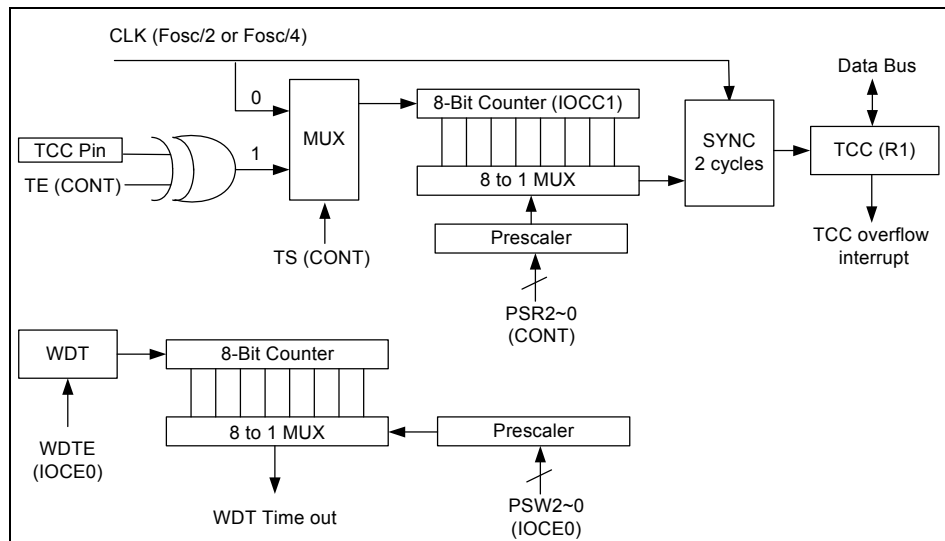 CLK (Fosc/2 or Fosc/4)
Data Bus
0
8-Bit Counter (IOCC1)
MUX
SYNC
2 cycles
TCC (R1)
TCC Pin
1
TE (CONT)
8 to 1 MUX
TS (CONT)
Prescaler
TCC overflow
interrupt
PSR2~0
(CONT)
WDT
8-Bit Counter
8 to 1 MUX
Prescaler
WDTE
(IOCE0)
WDT Time out
PSW2~0
(IOCE0)